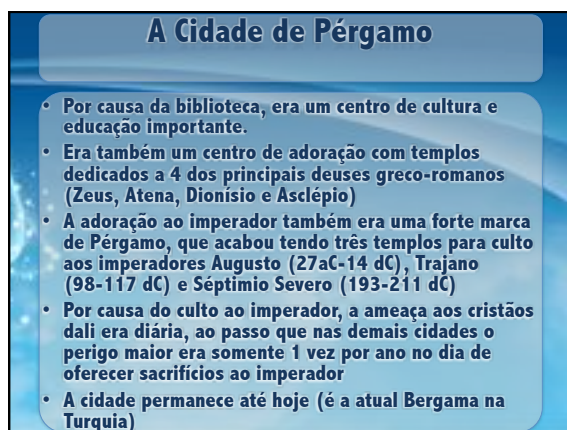 A Cidade de Pérgamo
• Por causa da biblioteca, era um centro de cultura e
educação importante.
• Era também um centro de adoração com templos
dedicados a 4 dos principais deuses greco-romanos
(Zeus, Atena, Dionísio e Asclépio)
• A adoração ao imperador também era uma forte marca
de Pérgamo, que acabou tendo três templos para culto
aos imperadores Augusto (27aC-14 dC), Trajano
(98-117 dC) e Séptimio Severo (193-211 dC)
• Por causa do culto ao imperador, a ameaça aos cristãos
dali era diária, ao passo que nas demais cidades o
perigo maior era somente 1 vez por ano no dia de
oferecer sacrifícios ao imperador
• A cidade permanece até hoje (é a atual Bergama na
Turquia)